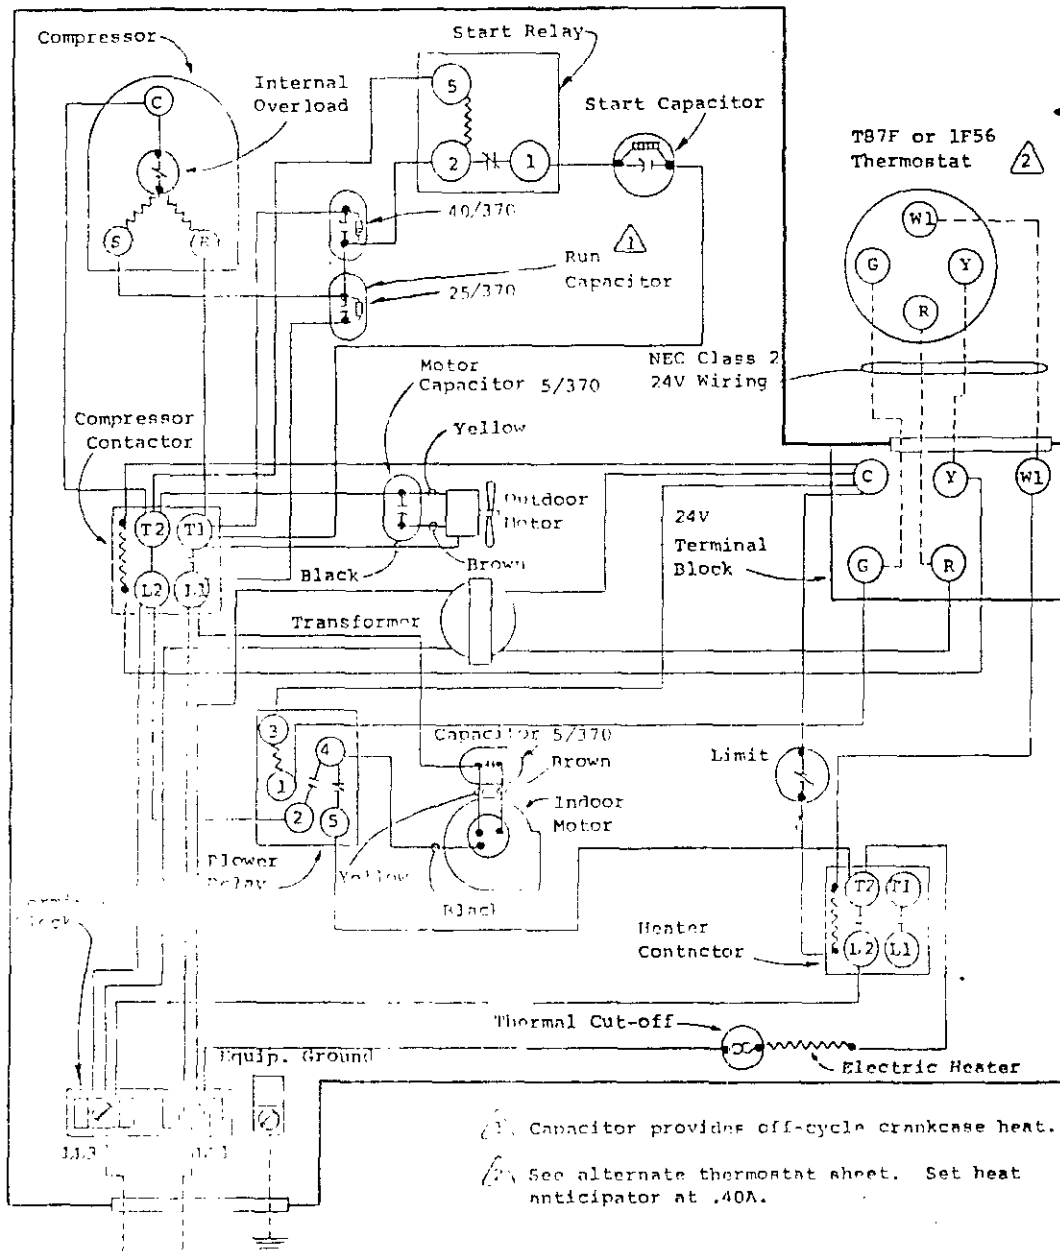 Compressor
Start Relay
Internal
Overload
C
5
Start Capacitor
T87F or 1F56
Thermostat
2
2
1
W1
40/370
S
(R)
G
Y
1
Run
Capacitor
25/370
R
NEC Class 2
24V Wiring
Motor
Capacitor 5/370
Compressor
Contactor
Yellow
C
Y
W1
T2
T1
Outdoor
Motor
24V
Terminal
Block
Black
Brown
G
R
L2
L1
Transformer
3
4
Capacitor 5/370
Brown
Limit
1
Indoor
Motor
2
5
Blower
Relay
Yellow
Black
T2
T1
Heater
Contactor
L2
L1
Thermal Cut-off
Equip. Ground
Electric Heater
1 Capacitor provides off-cycle crankcase heat.
2 See alternate thermostat sheet. Set heat
anticipator at .40A.